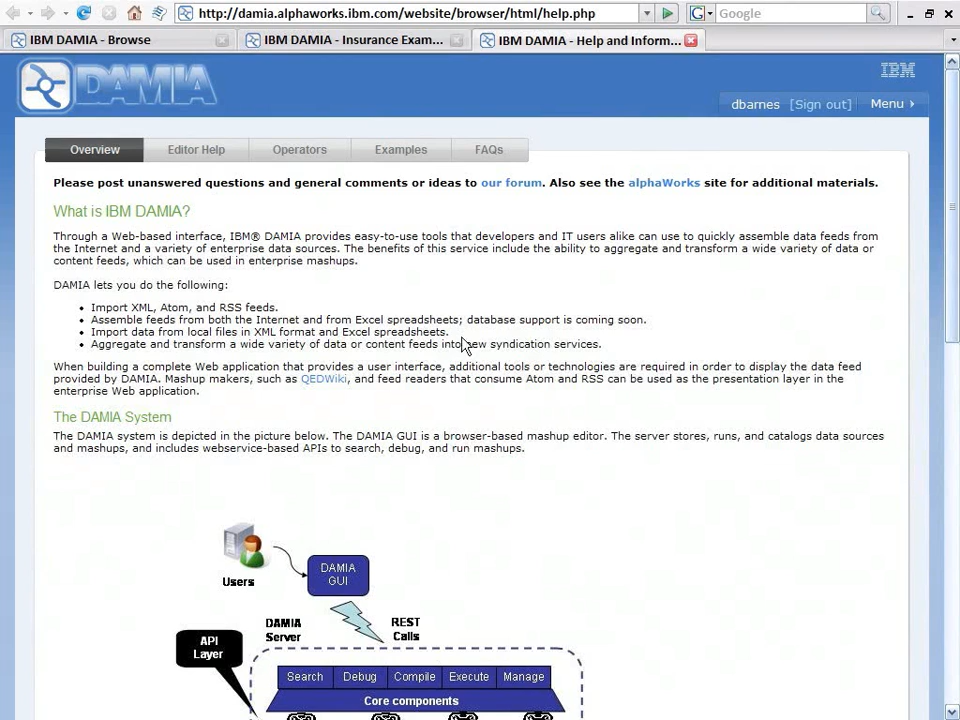 http://damia.alphaworks.ibm.com/website/browser/html/help.php
Google
IBM DAMIA - Browse
IBM DAMIA - Insurance Exam...
IBM DAMIA - Help and Inform...
DAMIA
IBM
dbarnes [Sign out] Menu
Overview Editor Help Operators Examples FAQs
Please post unanswered questions and general comments or ideas to our forum. Also see the alphaWorks site for additional materials.
What is IBM DAMIA?
Through a Web-based interface, IBM® DAMIA provides easy-to-use tools that developers and IT users alike can use to quickly assemble data feeds from
the Internet and a variety of enterprise data sources. The benefits of this service include the ability to aggregate and transform a wide variety of data or
content feeds, which can be used in enterprise mashups.
DAMIA lets you do the following:
• Import XML, Atom, and RSS feeds.
• Assemble feeds from both the Internet and from Excel spreadsheets; database support is coming soon.
• Import data from local files in XML format and Excel spreadsheets.
• Aggregate and transform a wide variety of data or content feeds into new syndication services.
When building a complete Web application that provides a user interface, additional tools or technologies are required in order to display the data feed
provided by DAMIA. Mashup makers, such as QEDWiki, and feed readers that consume Atom and RSS can be used as the presentation layer in the
enterprise Web application.
The DAMIA System
The DAMIA system is depicted in the picture below. The DAMIA GUI is a browser-based mashup editor. The server stores, runs, and catalogs data sources
and mashups, and includes webservice-based APIs to search, debug, and run mashups.
Users
DAMIA
GUI
DAMIA
Server
REST
Calls
API
Layer
Search Debug Compile Execute Manage
Core components